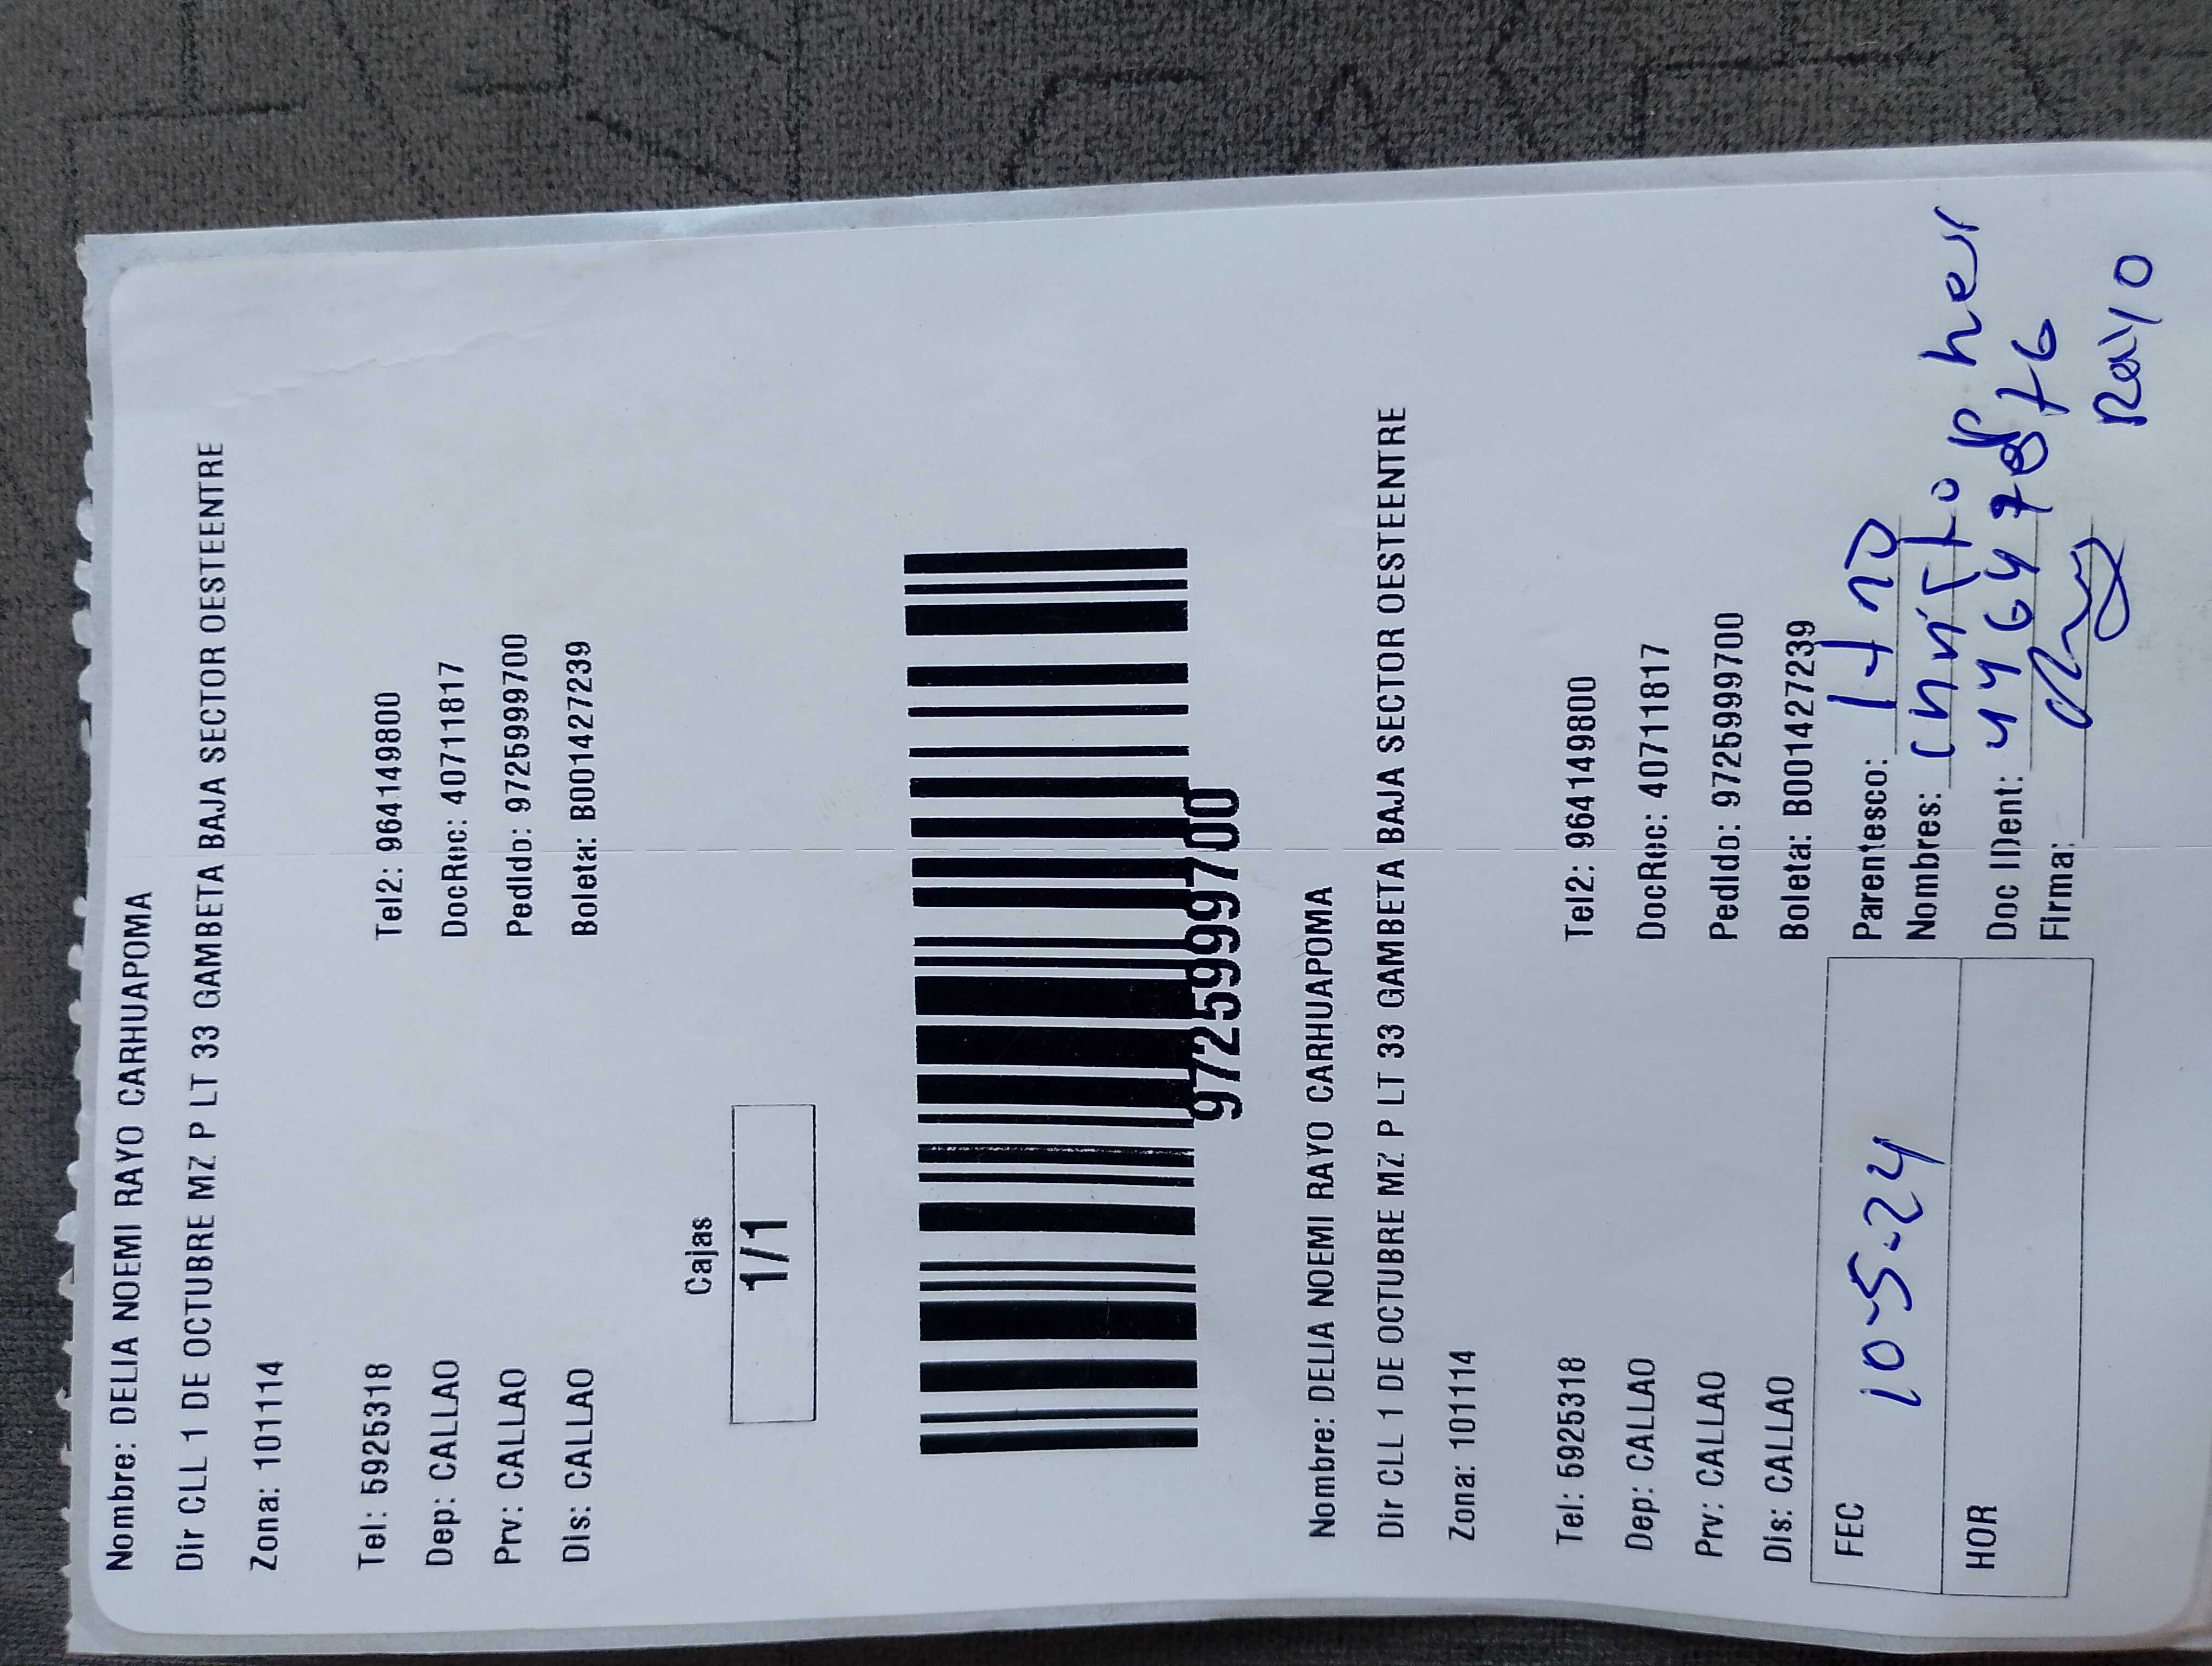 Nombre: DELIA NOEMI RAYO CARHUAPOMA
Dir CLL 1 DE OCTUBRE MZ P LT 33 GAMBETA BAJA SECTOR OESTEENTRE
Zona: 101114
Tel: 5925318 Tel2: 964149800
Dep: CALLAO DocRec: 40711817
Prv: CALLAO PedIdo: 97259997​00
Dis: CALLAO Boleta: B001427239
Cajas
1/1
9725999700
Nombre: DELIA NOEMI RAYO CARHUAPOMA
Dir CLL 1 DE OCTUBRE MZ P LT 33 GAMBETA BAJA SECTOR OESTEENTRE
Zona: 101114
Tel: 5925318 Tel2: 964149800
Dep: CALLAO DocRec: 40711817
Prv: CALLAO PedIdo: 9725999700
Dis: CALLAO Boleta: B001427239
FEC 10-5-24 Parentesco:
Nombres: Christopher
HOR Doc IDent:
Firma: Rayo